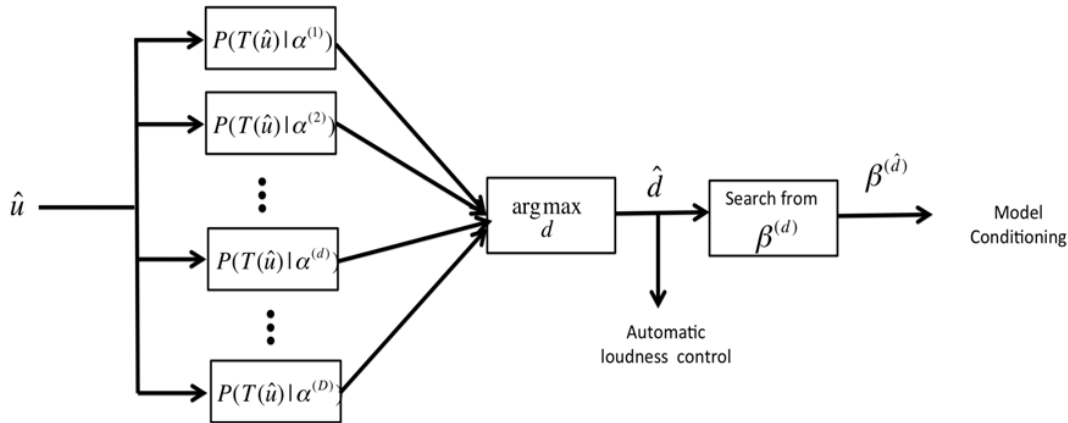 P(T(û)|α⁽¹⁾)
P(T(û)|α⁽²⁾)
û
P(T(û)|α⁽ᵈ⁾)
P(T(û)|α⁽ᴰ⁾)
arg max
d
d̂
Automatic
loudness control
Search from
β⁽ᵈ⁾
β⁽ᵈ̂⁾
Model
Conditioning